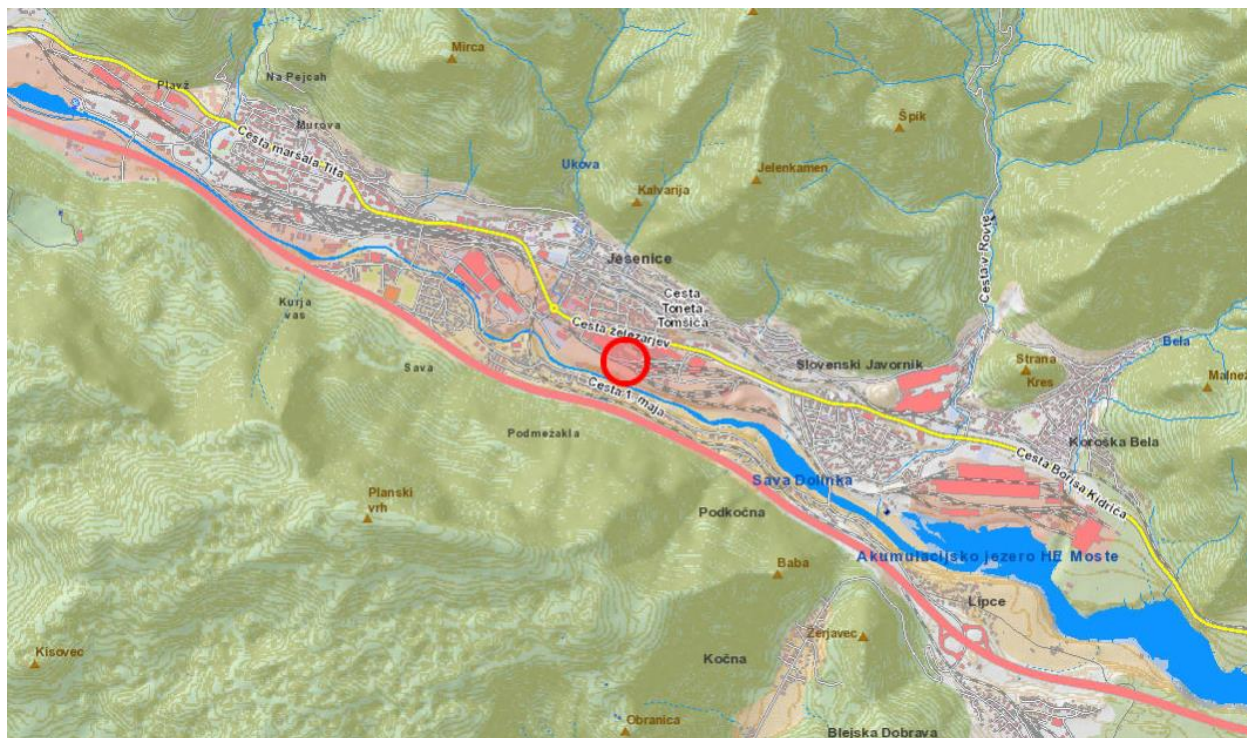 Mirca
Na Pejcah
Plavž
Murova
Cesta maršala Tita
Špik
Ukova
Jelenkamen
Kalvarija
Cesta v Rovte
Jesenice
Kurja
vas
Cesta
Toneta
Tomšiča
Cesta železarjev
Slovenski Javornik
Bela
Strana
Kres
Malnež
Sava
Cesta 1. maja
Podmežakla
Koroška Bela
Cesta Borisa Kidriča
Sava Dolinka
Planski
vrh
Podkočna
Akumulacijsko jezero HE Moste
Baba
Lipce
Žerjavec
Kisovec
Kočna
Obranica
Blejska Dobrava